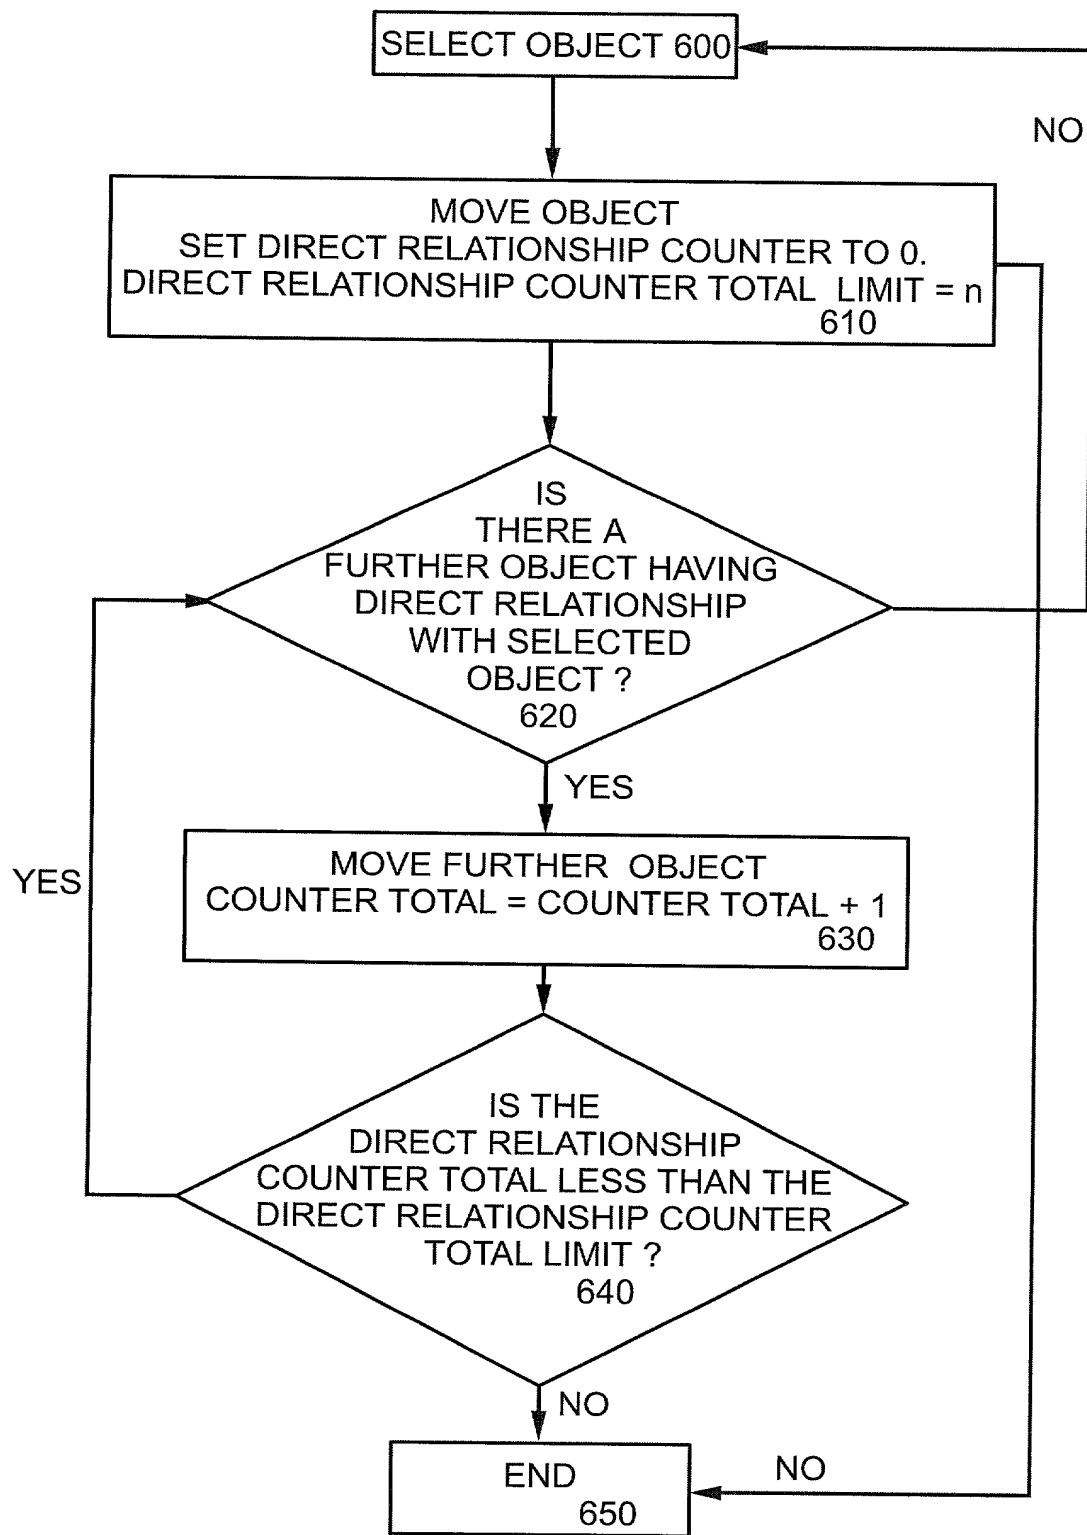 SELECT OBJECT 600
NO
MOVE OBJECT
SET DIRECT RELATIONSHIP COUNTER TO 0.
DIRECT RELATIONSHIP COUNTER TOTAL LIMIT = n
610
IS
THERE A
FURTHER OBJECT HAVING
DIRECT RELATIONSHIP
WITH SELECTED
OBJECT ?
620
YES
MOVE FURTHER OBJECT
COUNTER TOTAL = COUNTER TOTAL + 1
630
YES
IS THE
DIRECT RELATIONSHIP
COUNTER TOTAL LESS THAN THE
DIRECT RELATIONSHIP COUNTER
TOTAL LIMIT ?
640
NO
END
650
NO